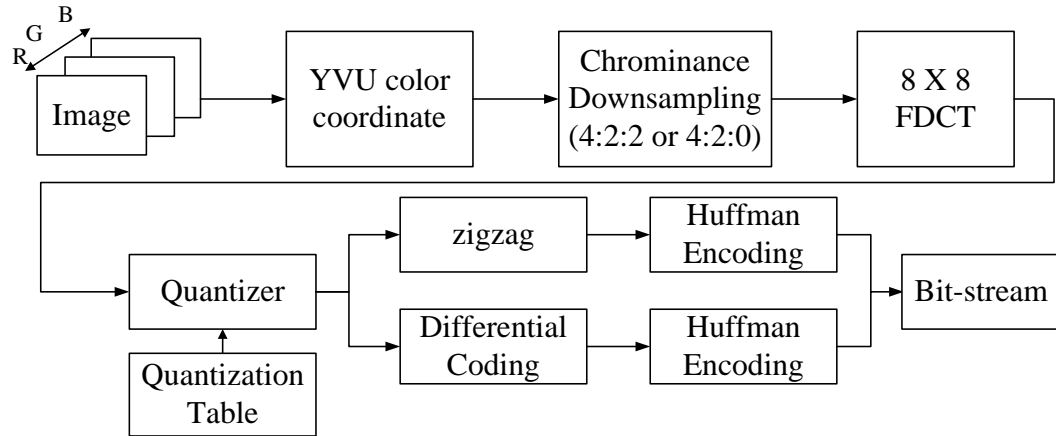 R
G
B
Image
YVU color
coordinate
Chrominance
Downsampling
(4:2:2 or 4:2:0)
8 X 8
FDCT
Quantizer
Quantization
Table
zigzag
Differential
Coding
Huffman
Encoding
Huffman
Encoding
Bit-stream